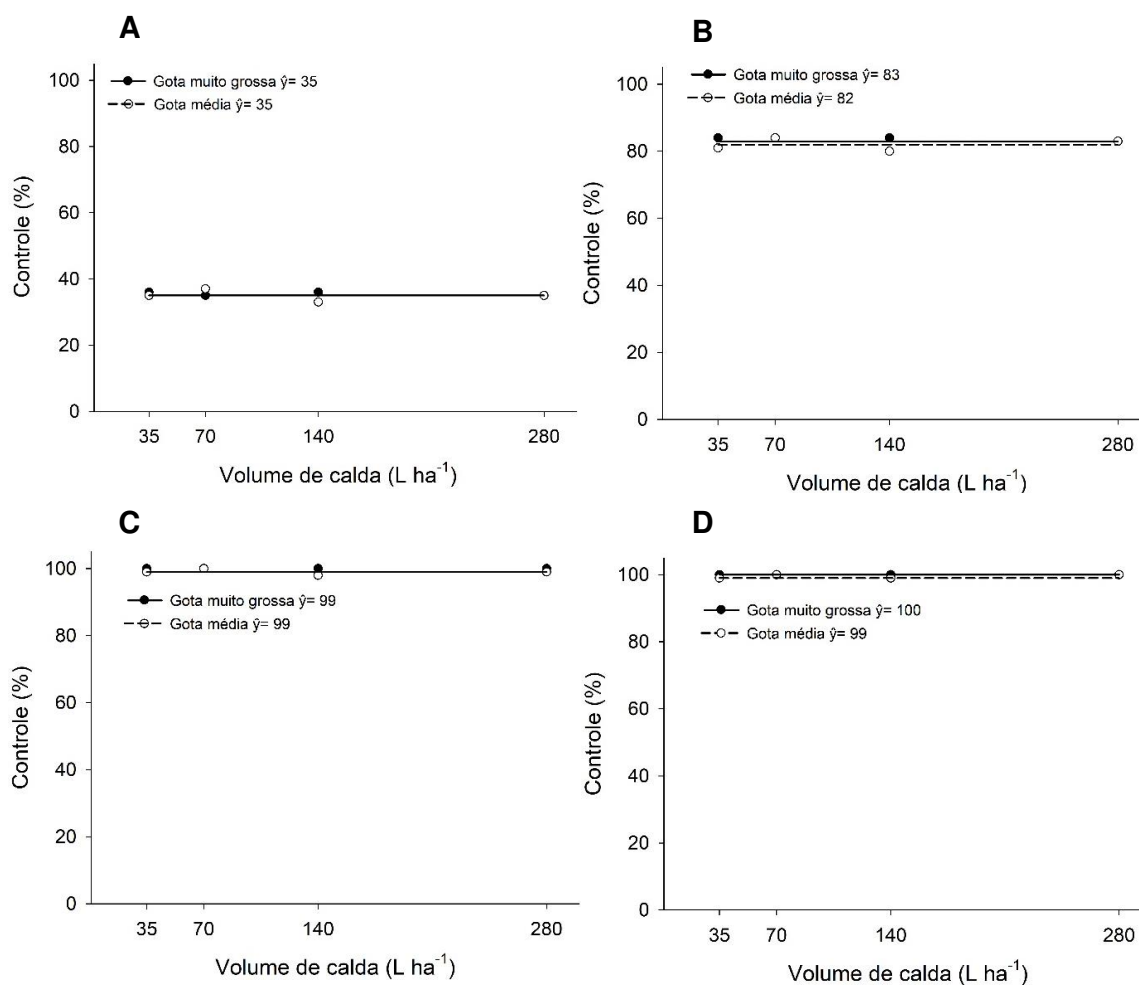 A
Gota muito grossa ŷ= 35
Gota média ŷ= 35
100
80
60
40
20
0
Controle (%)
35 70 140 280
Volume de calda (L ha⁻¹)
B
Gota muito grossa ŷ= 83
Gota média ŷ= 82
100
80
60
40
20
0
Controle (%)
35 70 140 280
Volume de calda (L ha⁻¹)
C
Gota muito grossa ŷ= 99
Gota média ŷ= 99
100
80
60
40
20
0
Controle (%)
35 70 140 280
Volume de calda (L ha⁻¹)
D
Gota muito grossa ŷ= 100
Gota média ŷ= 99
100
80
60
40
20
0
Controle (%)
35 70 140 280
Volume de calda (L ha⁻¹)